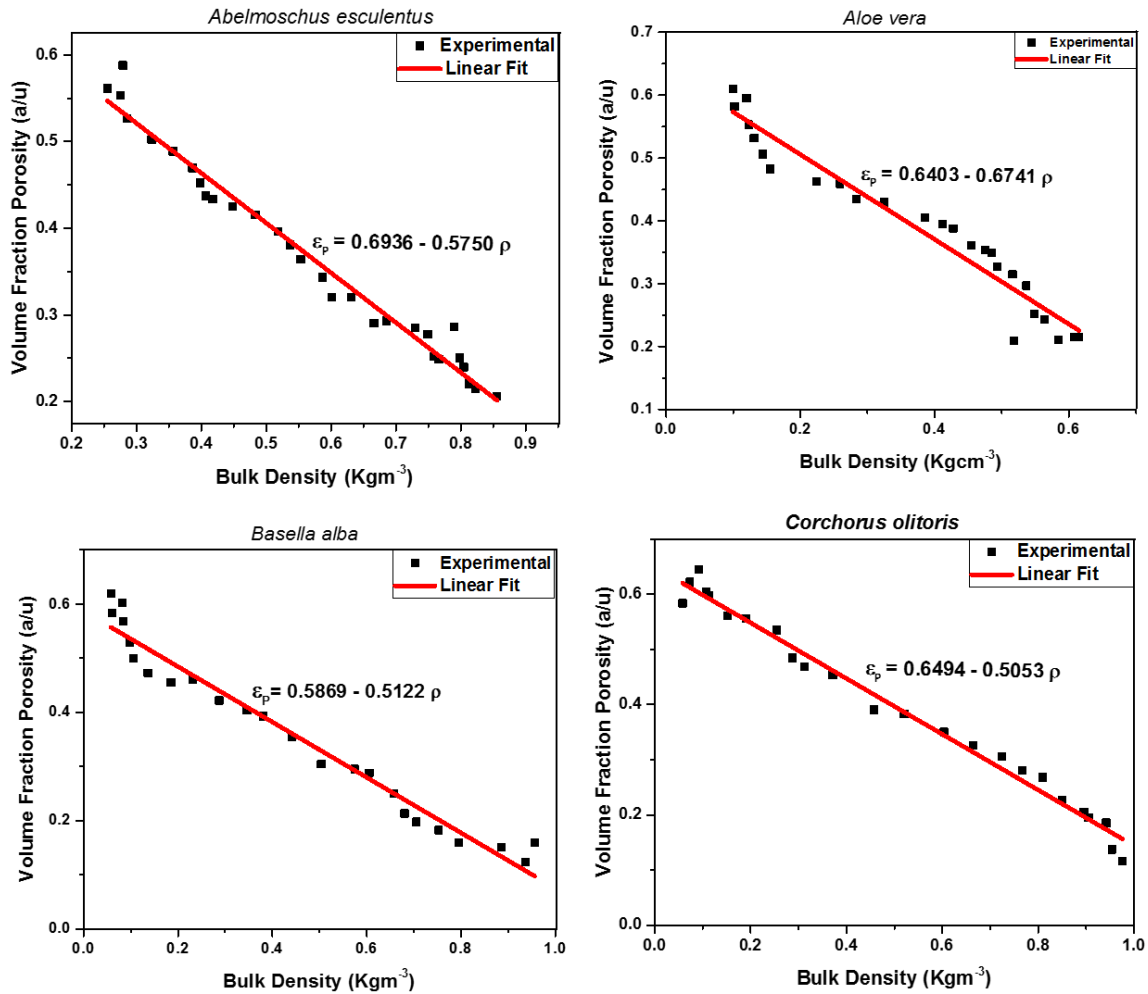 Abelmoschus esculentus
Experimental
Linear Fit
εp = 0.6936 - 0.5750 ρ
Volume Fraction Porosity (a/u)
0.6
0.5
0.4
0.3
0.2
0.2 0.3 0.4 0.5 0.6 0.7 0.8 0.9
Bulk Density (Kgm-3)
Aloe vera
Experimental
Linear Fit
εp = 0.6403 - 0.6741 ρ
Volume Fraction Porosity (a/u)
0.7
0.6
0.5
0.4
0.3
0.2
0.1
0.0 0.2 0.4 0.6
Bulk Density (Kgcm-3)
Basella alba
Experimental
Linear Fit
εp= 0.5869 - 0.5122 ρ
Volume Fraction Porosity (a/u)
0.6
0.4
0.2
0.0
0.0 0.2 0.4 0.6 0.8 1.0
Bulk Density (Kgm-3)
Corchorus olitoris
Experimental
Linear Fit
εp = 0.6494 - 0.5053 ρ
Volume Fraction Porosity (a/u)
0.6
0.4
0.2
0.0
0.0 0.2 0.4 0.6 0.8 1.0
Bulk Density (Kgm-3)